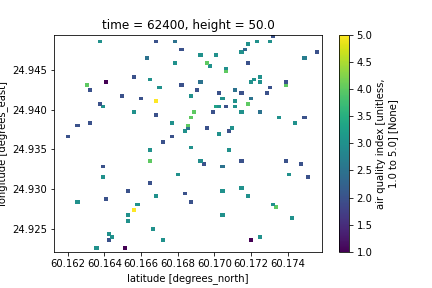 time = 62400, height = 50.0
24.945
24.940
24.935
24.930
24.925
longitude [degrees_east]
60.162 60.164 60.166 60.168 60.170 60.172 60.174
latitude [degrees_north]
5.0
4.5
4.0
3.5
3.0
2.5
2.0
1.5
1.0
air quality index [unitless,
1.0 to 5.0] [None]